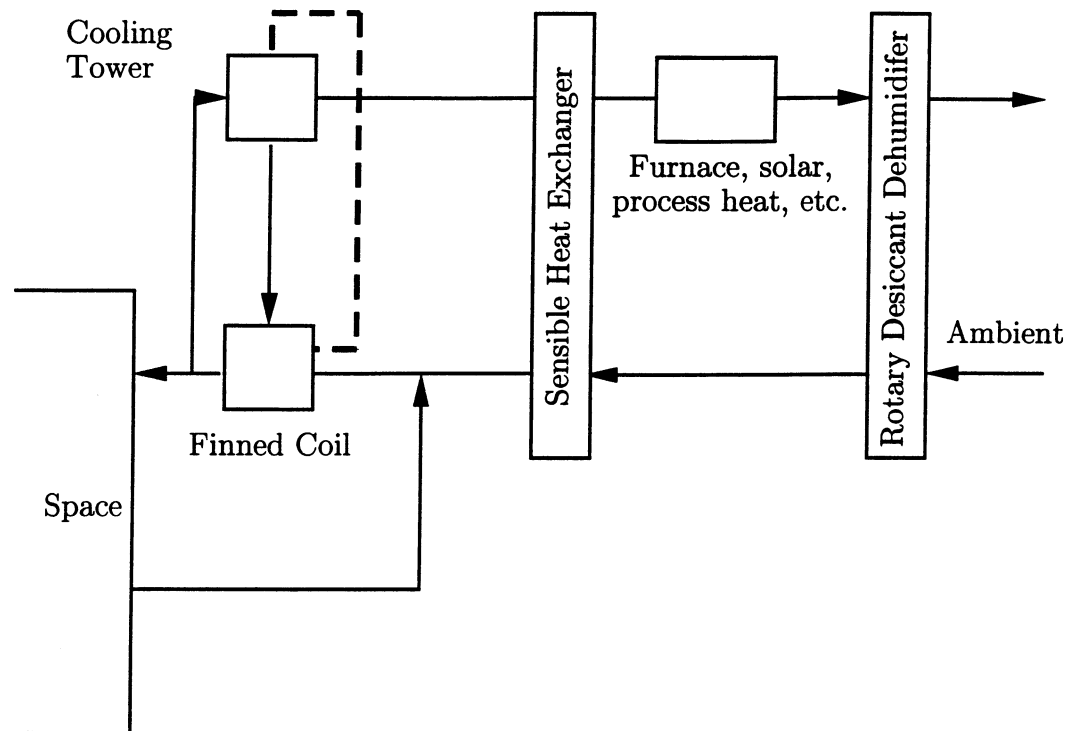 Cooling
Tower
Sensible Heat Exchanger
Furnace, solar,
process heat, etc.
Rotary Desiccant Dehumidifer
Ambient
Finned Coil
Space